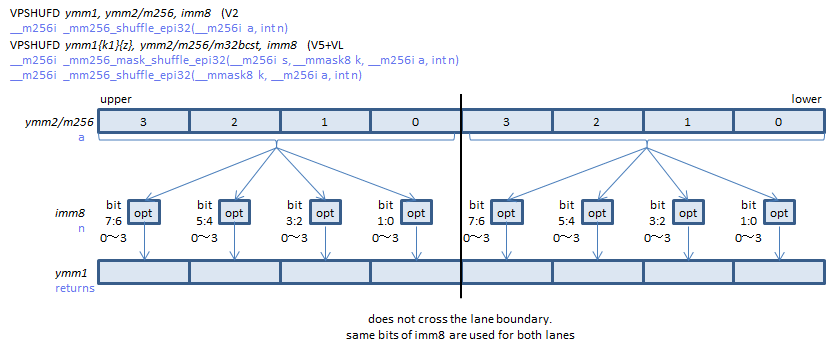 VPSHUFD ymm1, ymm2/m256, imm8 (V2
__m256i _mm256_shuffle_epi32(__m256i a, int n)
VPSHUFD ymm1{k1}{z}, ymm2/m256/m32bcst, imm8 (V5+VL
__m256i _mm256_mask_shuffle_epi32(__m256i s, __mmask8 k, __m256i a, int n)
__m256i _mm256_shuffle_epi32(__mmask8 k, __m256i a, int n)
upper lower
ymm2/m256 3 2 1 0 3 2 1 0
a
bit bit bit bit bit bit bit bit
imm8 7:6 opt 5:4 opt 3:2 opt 1:0 opt 7:6 opt 5:4 opt 3:2 opt 1:0 opt
n
0～3 0～3 0～3 0～3 0～3 0～3 0～3 0～3
ymm1
returns
does not cross the lane boundary.
same bits of imm8 are used for both lanes